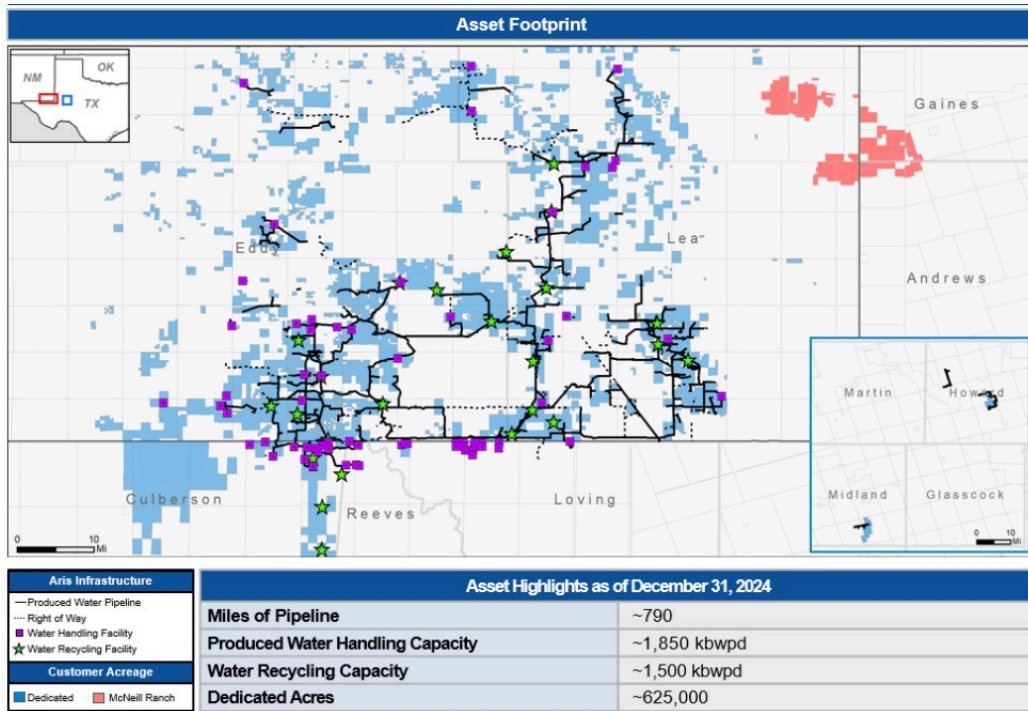 Asset Footprint
NM
OK
TX
Gaines
Eddy
Lea
Andrews
Martin
Howard
Midland
Glasscock
Culberson
Reeves
Loving
0 10
Mi
0 10
Mi
Aris Infrastructure
Produced Water Pipeline
Right of Way
Water Handling Facility
Water Recycling Facility
Customer Acreage
Dedicated McNeill Ranch
Asset Highlights as of December 31, 2024
Miles of Pipeline ~790
Produced Water Handling Capacity ~1,850 kbwpd
Water Recycling Capacity ~1,500 kbwpd
Dedicated Acres ~625,000